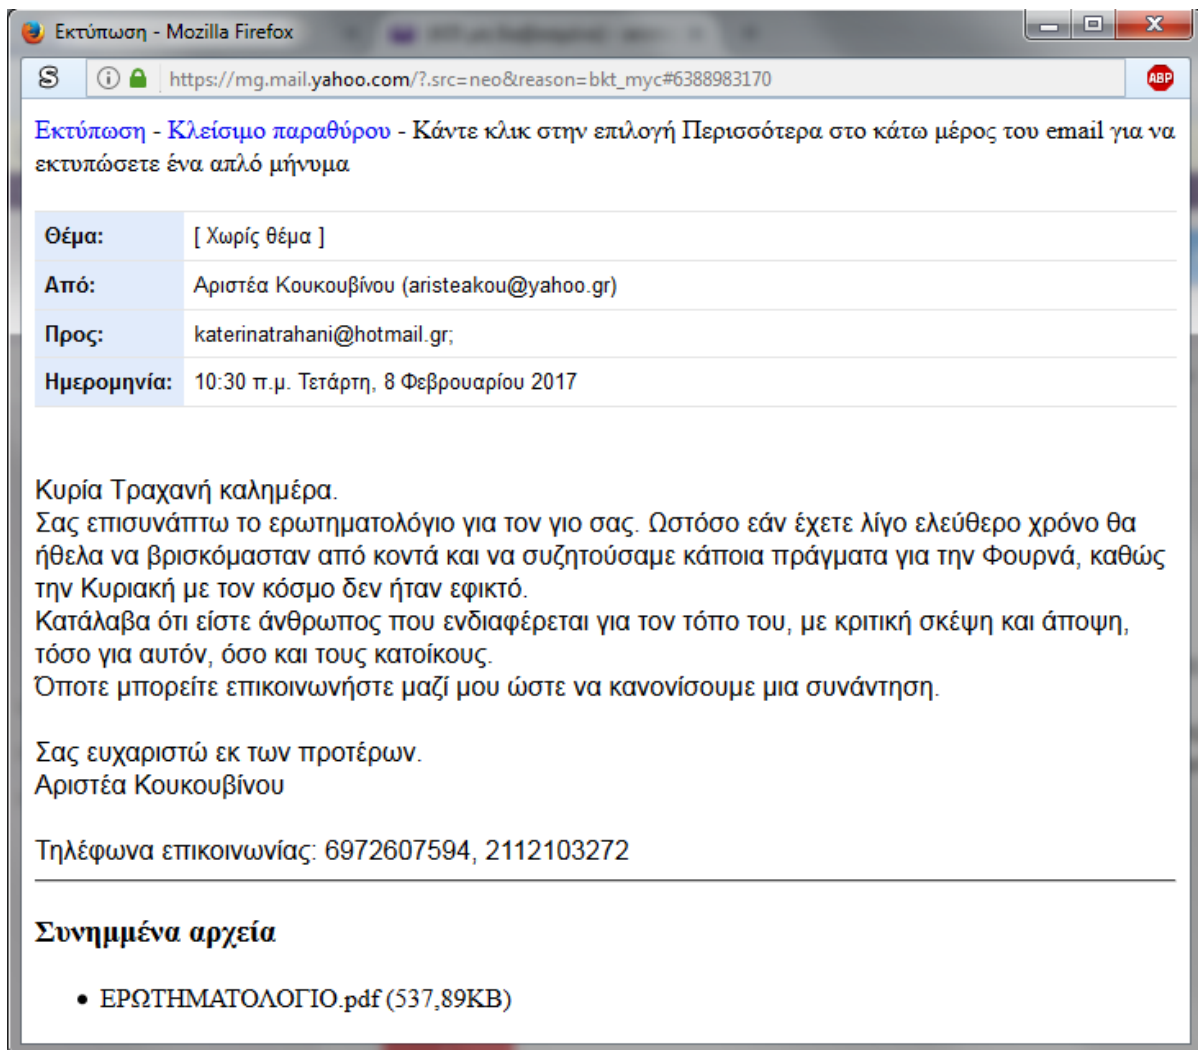 Εκτύπωση - Mozilla Firefox
S
https://mg.mail.yahoo.com/?.src=neo&reason=bkt_myc#6388983170
ABP
Εκτύπωση - Κλείσιμο παραθύρου - Κάντε κλικ στην επιλογή Περισσότερα στο κάτω μέρος του email για να
εκτυπώσετε ένα απλό μήνυμα
Θέμα: [ Χωρίς θέμα ]
Από: Αριστέα Κουκουβίνου (aristeakou@yahoo.gr)
Προς: katerinatrahani@hotmail.gr;
Ημερομηνία: 10:30 π.μ. Τετάρτη, 8 Φεβρουαρίου 2017
Κυρία Τραχανή καλημέρα.
Σας επισυνάπτω το ερωτηματολόγιο για τον γιο σας. Ωστόσο εάν έχετε λίγο ελεύθερο χρόνο θα
ήθελα να βρισκόμασταν από κοντά και να συζητούσαμε κάποια πράγματα για την Φουρνά, καθώς
την Κυριακή με τον κόσμο δεν ήταν εφικτό.
Κατάλαβα ότι είστε άνθρωπος που ενδιαφέρεται για τον τόπο του, με κριτική σκέψη και άποψη,
τόσο για αυτόν, όσο και τους κατοίκους.
Όποτε μπορείτε επικοινωνήστε μαζί μου ώστε να κανονίσουμε μια συνάντηση.
Σας ευχαριστώ εκ των προτέρων.
Αριστέα Κουκουβίνου
Τηλέφωνα επικοινωνίας: 6972607594, 2112103272
Συνημμένα αρχεία
• ΕΡΩΤΗΜΑΤΟΛΟΓΙΟ.pdf (537,89KB)